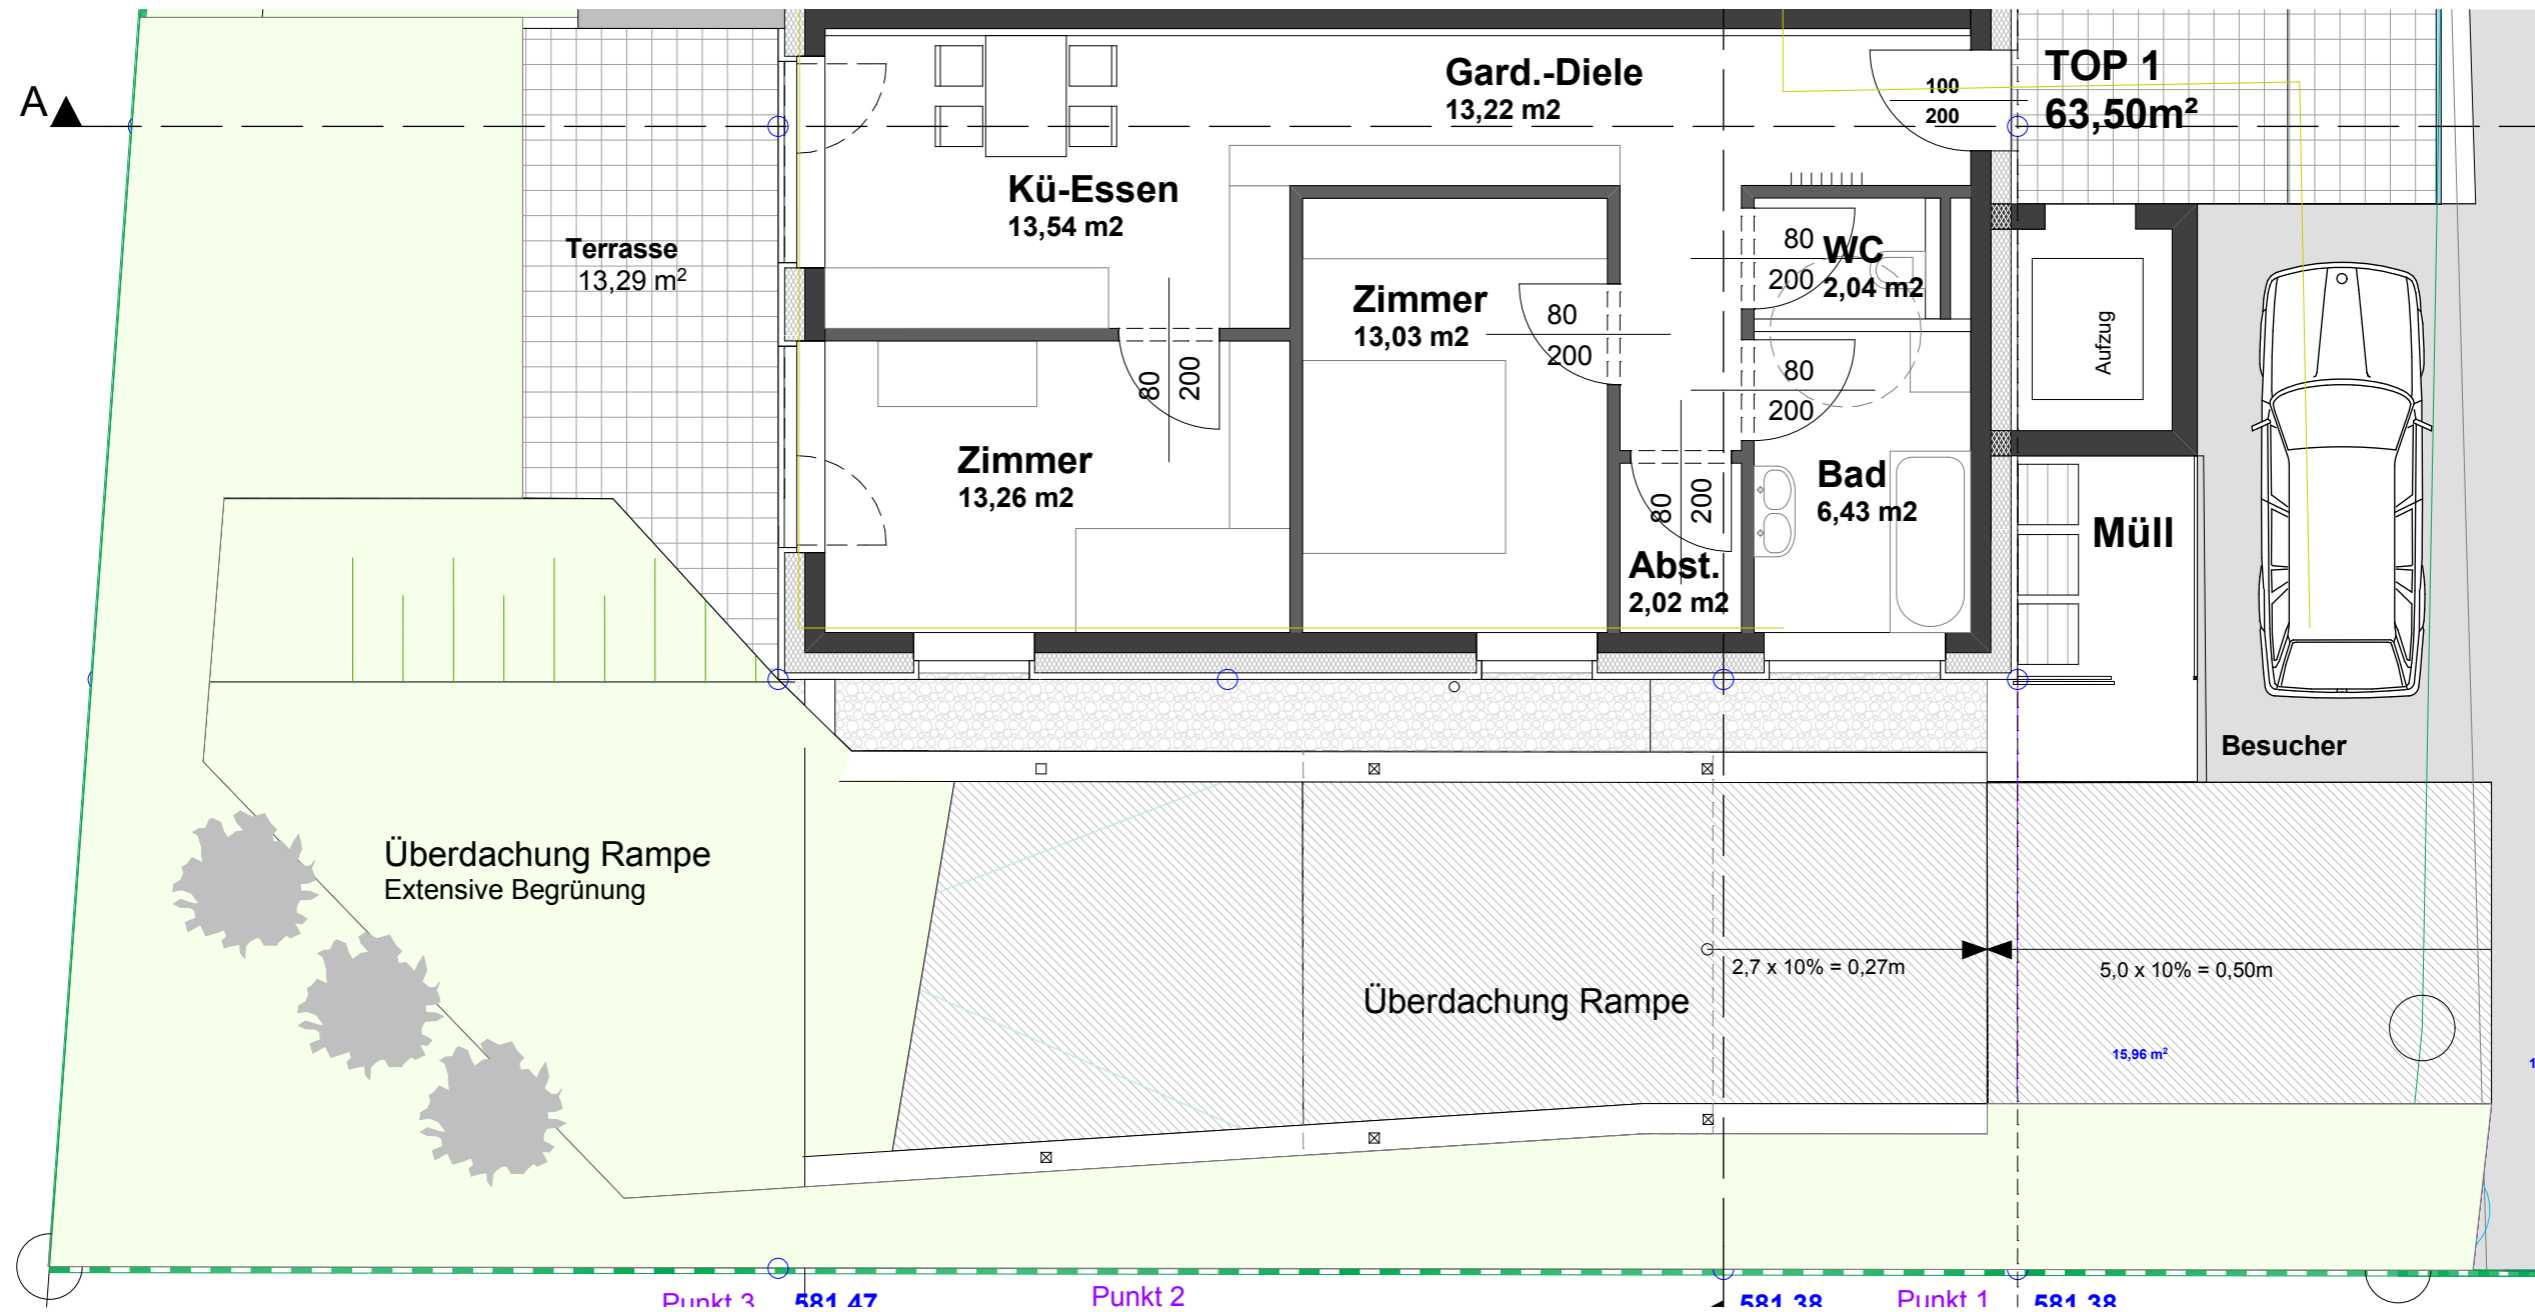 A
Gard.-Diele
13,22 m2
100
200
TOP 1
63,50m²
Kü-Essen
13,54 m2
Terrasse
13,29 m²
80
200
WC
2,04 m2
Zimmer
13,03 m2
80
200
Aufzug
80
200
80
200
Zimmer
13,26 m2
Bad
6,43 m2
80
200
Müll
Abst.
2,02 m2
Besucher
Überdachung Rampe
Extensive Begrünung
2,7 x 10% = 0,27m
5,0 x 10% = 0,50m
Überdachung Rampe
15,96 m²
Punkt 3
581,47
Punkt 2
581,38
Punkt 1
581,38